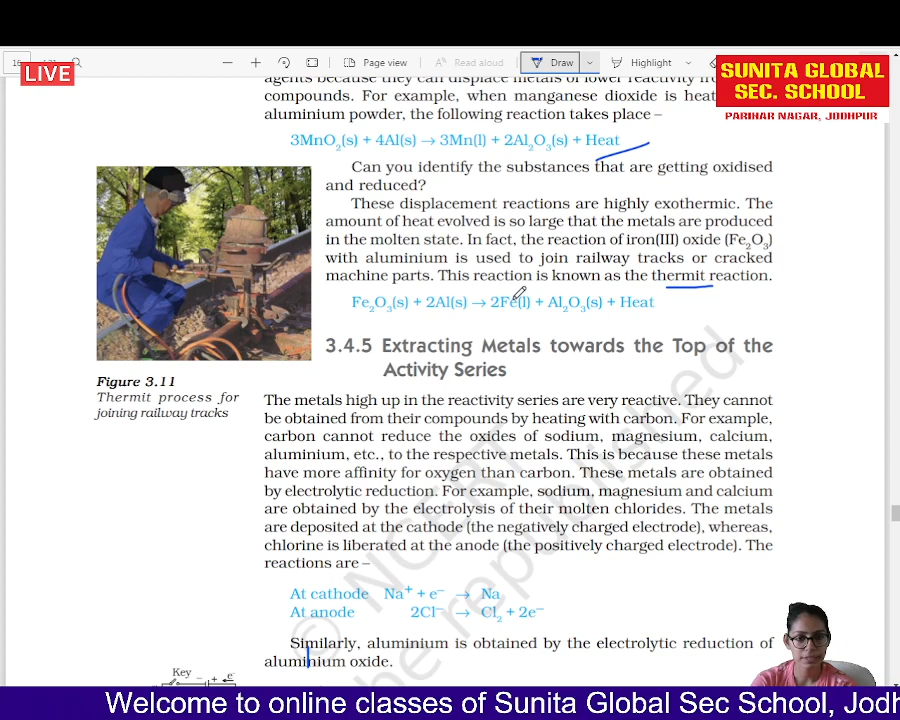 Page view
Read aloud
Draw
Highlight
LIVE
SUNITA GLOBAL
SEC. SCHOOL
PARIHAR NAGAR, JODHPUR
agents because they can displace metals of lower reactivity
compounds. For example, when manganese dioxide is
aluminium powder, the following reaction takes place –
3MnO₂(s) + 4Al(s) → 3Mn(l) + 2Al₂O₃(s) + Heat
Can you identify the substances that are getting oxidised
and reduced?
These displacement reactions are highly exothermic. The
amount of heat evolved is so large that the metals are produced
in the molten state. In fact, the reaction of iron(III) oxide (Fe₂O₃)
with aluminium is used to join railway tracks or cracked
machine parts. This reaction is known as the thermit reaction.
Fe₂O₃(s) + 2Al(s) → 2Fe(l) + Al₂O₃(s) + Heat
Figure 3.11
Thermit process for
joining railway tracks
3.4.5 Extracting Metals towards the Top of the
Activity Series
The metals high up in the reactivity series are very reactive. They cannot
be obtained from their compounds by heating with carbon. For example,
carbon cannot reduce the oxides of sodium, magnesium, calcium,
aluminium, etc., to the respective metals. This is because these metals
have more affinity for oxygen than carbon. These metals are obtained
by electrolytic reduction. For example, sodium, magnesium and calcium
are obtained by the electrolysis of their molten chlorides. The metals
are deposited at the cathode (the negatively charged electrode), whereas,
chlorine is liberated at the anode (the positively charged electrode). The
reactions are –
At cathode Na⁺ + e⁻ → Na
At anode 2Cl⁻ → Cl₂ + 2e⁻
Similarly, aluminium is obtained by the electrolytic reduction of
aluminium oxide.
© NCERT
be republished
Key – + e⁻
Welcome to online classes of Sunita Global Sec School, Jodh